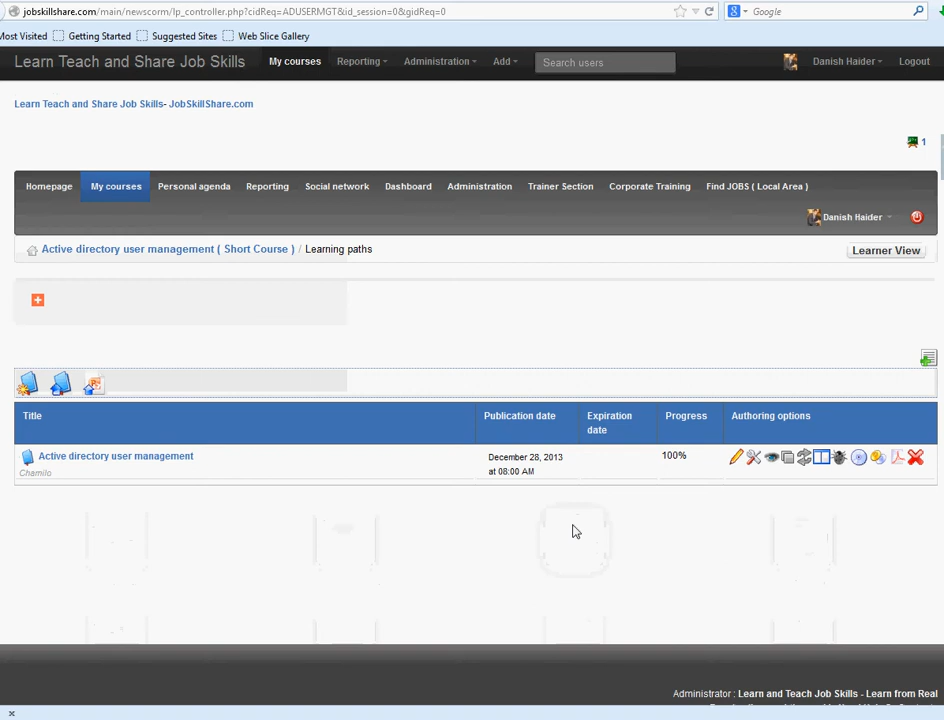 jobskillshare.com/main/newscorm/lp_controller.php?cidReq=ADUSERMGT&id_session=0&gidReq=0
Google
Most Visited Getting Started Suggested Sites Web Slice Gallery
Learn Teach and Share Job Skills My courses Reporting Administration Add Search users Danish Haider Logout
Learn Teach and Share Job Skills- JobSkillShare.com
1
Homepage My courses Personal agenda Reporting Social network Dashboard Administration Trainer Section Corporate Training Find JOBS ( Local Area )
Danish Haider
Active directory user management ( Short Course ) / Learning paths Learner View
Title Publication date Expiration date Progress Authoring options
Active directory user management December 28, 2013 at 08:00 AM 100%
Chamilo
Administrator : Learn and Teach Job Skills - Learn from Real